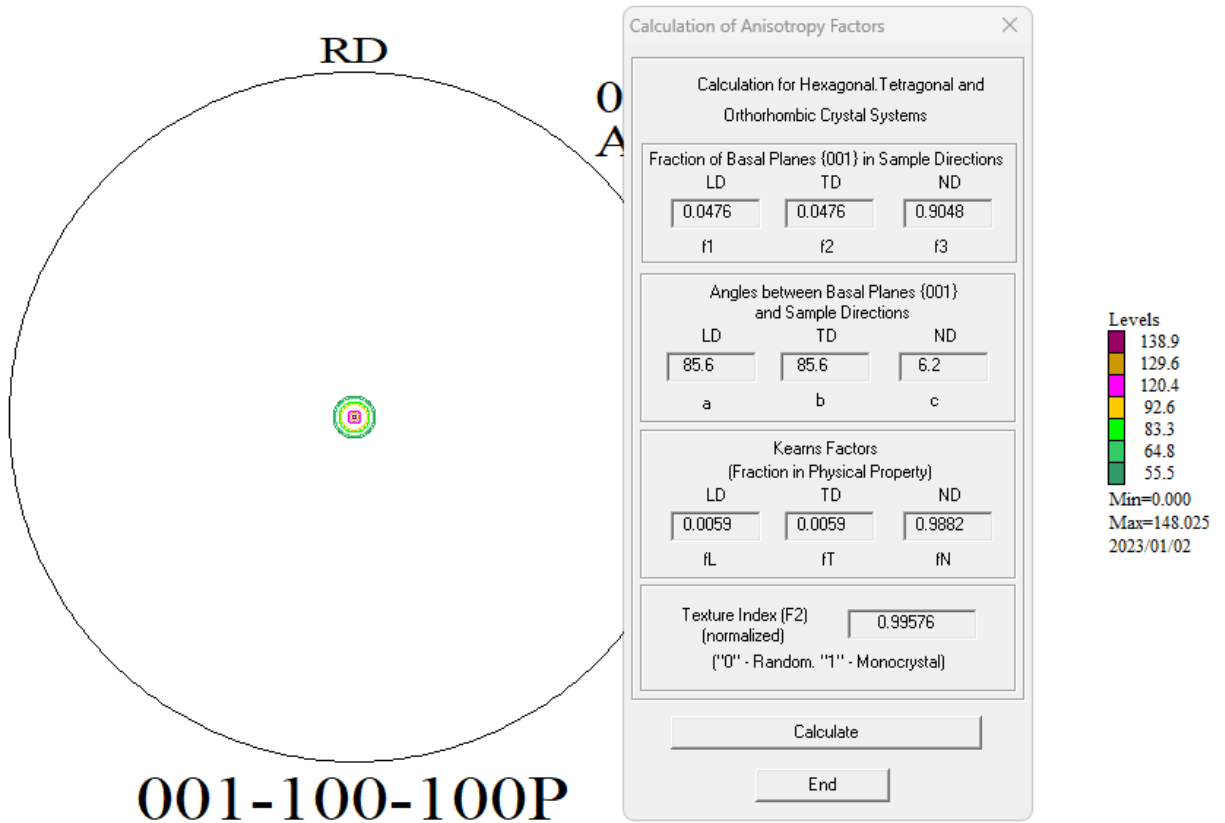 RD
0
A
001-100-100P
Calculation of Anisotropy Factors
Calculation for Hexagonal.Tetragonal and
Orthorhombic Crystal Systems
Fraction of Basal Planes {001} in Sample Directions
LD TD ND
0.0476 0.0476 0.9048
f1 f2 f3
Angles between Basal Planes {001}
and Sample Directions
LD TD ND
85.6 85.6 6.2
a b c
Kearns Factors
(Fraction in Physical Property)
LD TD ND
0.0059 0.0059 0.9882
fL fT fN
Texture Index (F2)
(normalized)
0.99576
("0" - Random. "1" - Monocrystal)
Calculate
End
Levels
138.9
129.6
120.4
92.6
83.3
64.8
55.5
Min=0.000
Max=148.025
2023/01/02